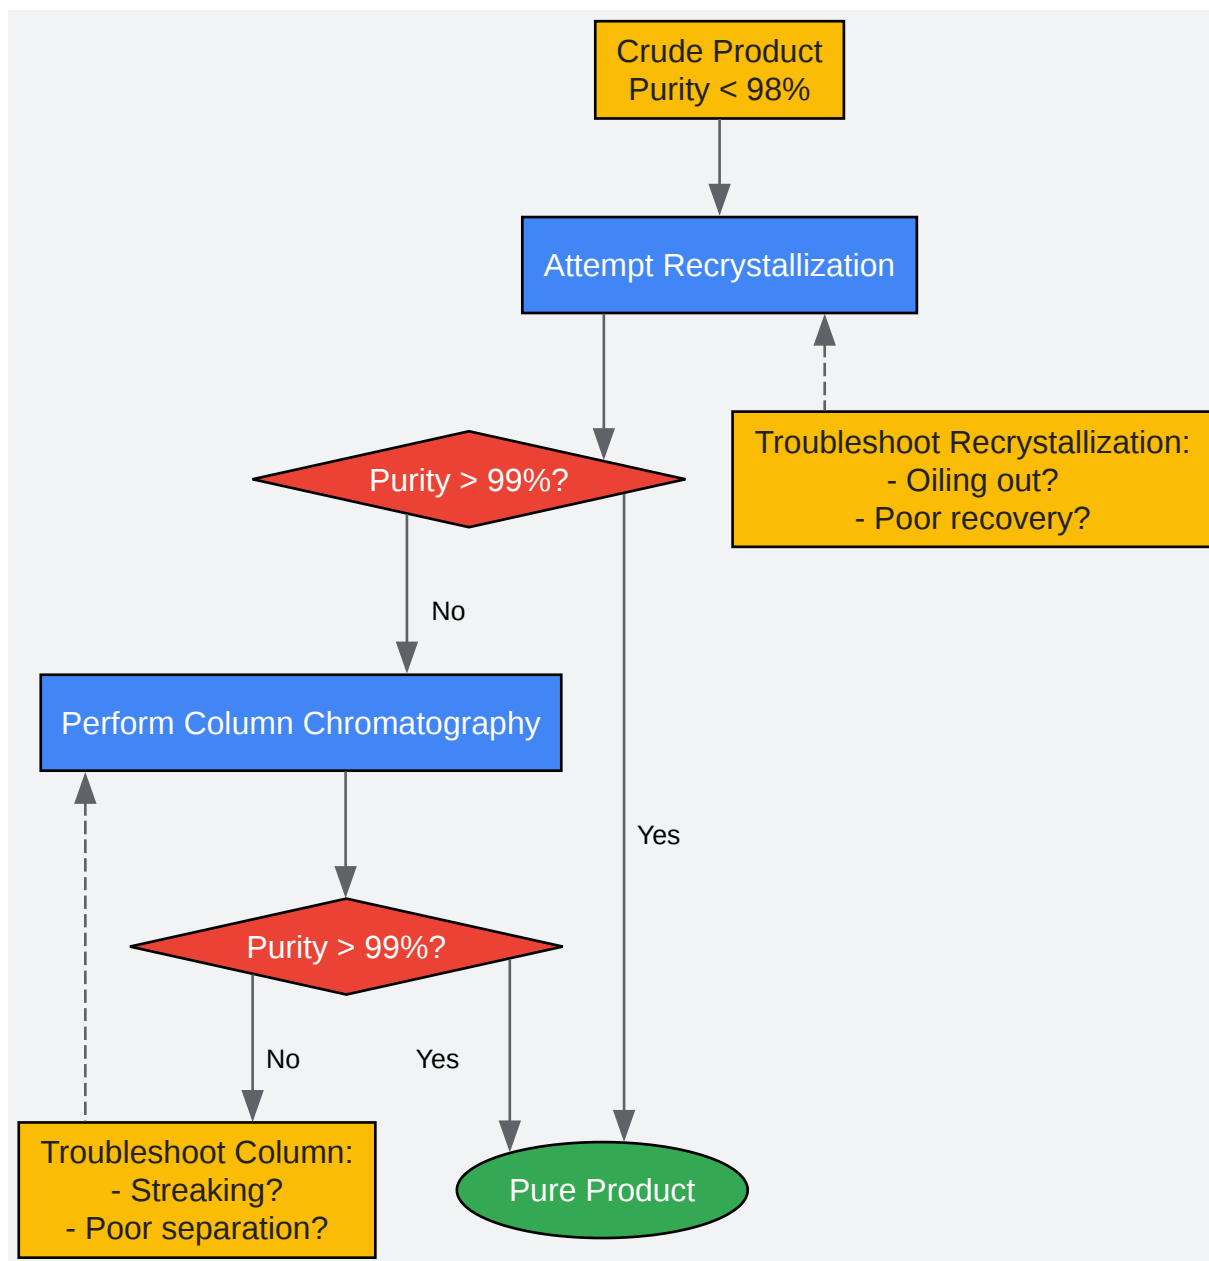 Crude Product
Purity < 98%
Attempt Recrystallization
Purity > 99%?
Troubleshoot Recrystallization:
- Oiling out?
- Poor recovery?
No
Perform Column Chromatography
Yes
Purity > 99%?
No
Yes
Troubleshoot Column:
- Streaking?
- Poor separation?
Pure Product